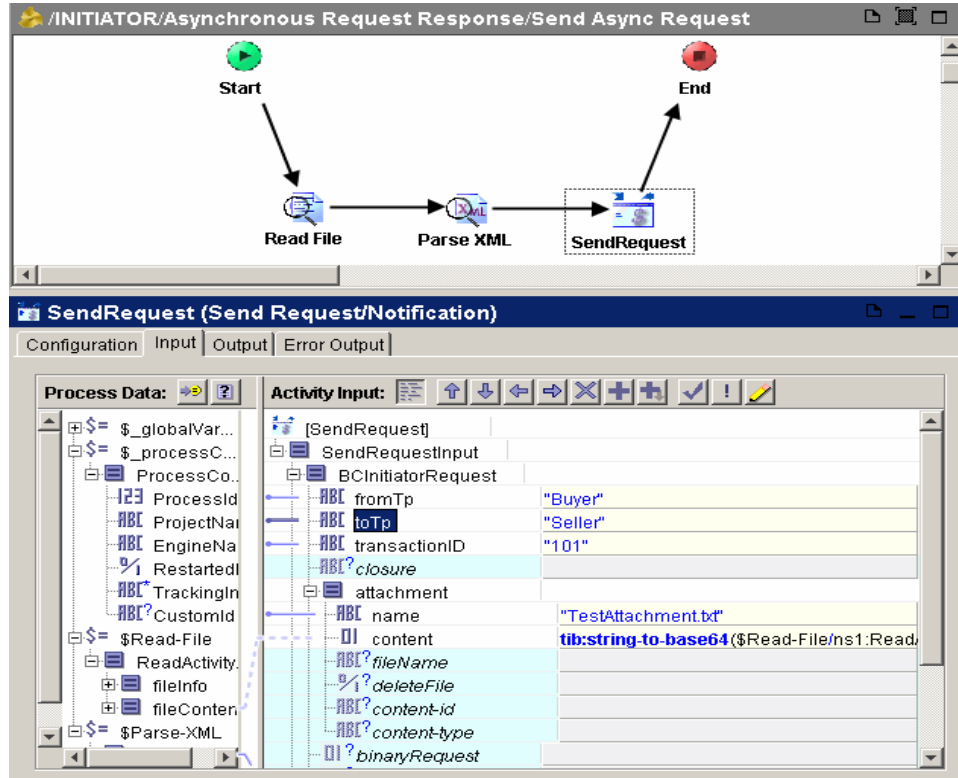 /INITIATOR/Asynchronous Request Response/Send Async Request
Start
End
Read File
Parse XML
SendRequest
SendRequest (Send Request/Notification)
Configuration Input Output Error Output
Process Data:
Activity Input:
$_globalVar...
$_processC...
ProcessCo..
ProcessId
ProjectNa
EngineNa
Restarted
TrackingIn
CustomId
$Read-File
ReadActivity.
fileInfo
fileConten
$Parse-XML
[SendRequest]
SendRequestInput
BCInitiatorRequest
fromTp "Buyer"
toTp "Seller"
transactionID "101"
closure
attachment
name "TestAttachment.txt"
content tib:string-to-base64($Read-File/ns1:Read
fileName
deleteFile
content-id
content-type
binaryRequest